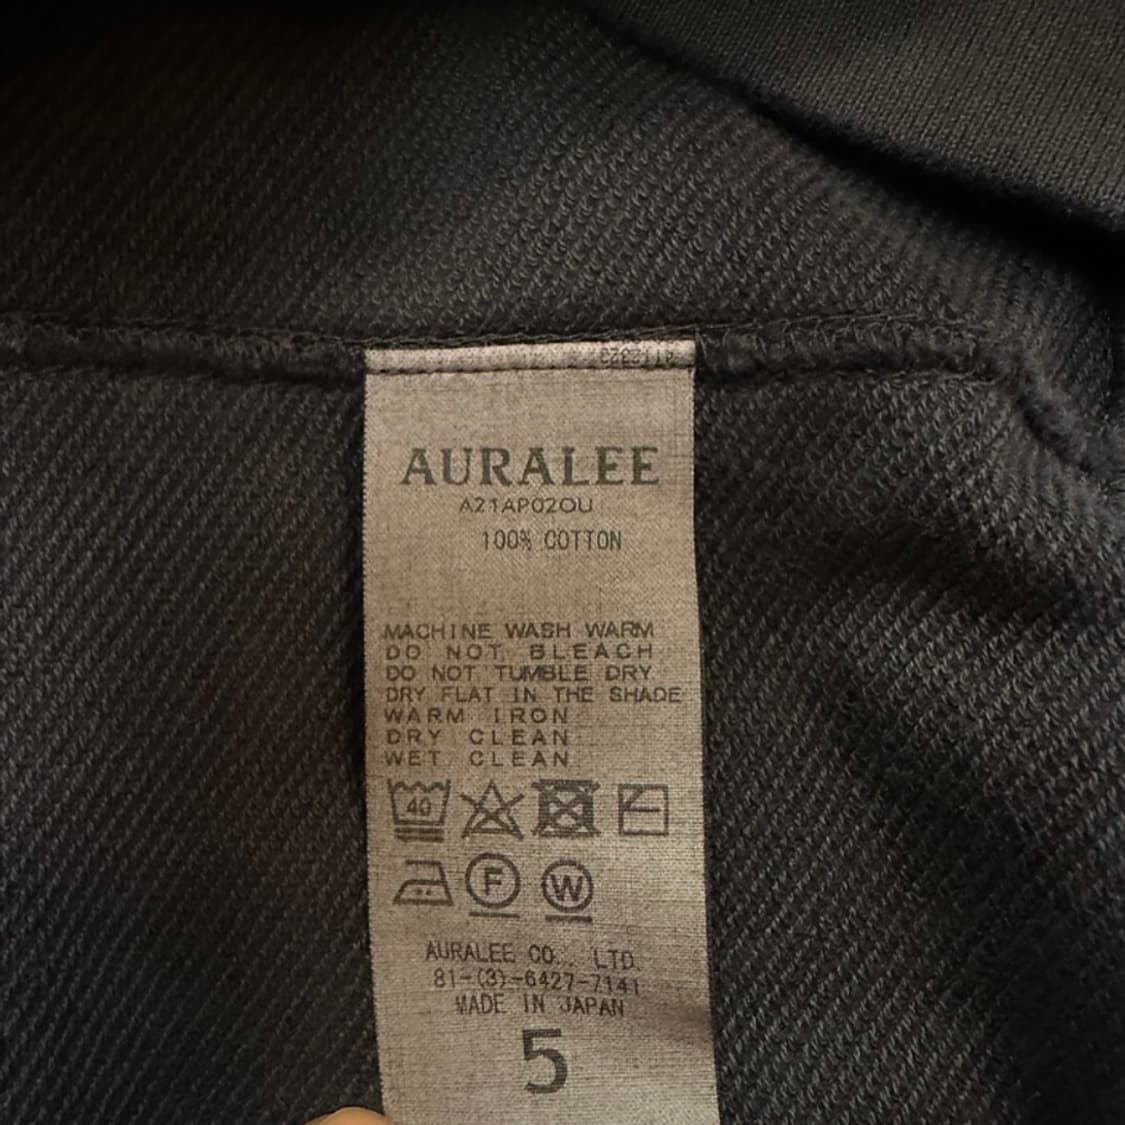 AURALEE
A21AP02OU
100% COTTON
MACHINE WASH WARM
DO NOT BLEACH
DO NOT TUMBLE DRY
DRY FLAT IN THE SHADE
WARM IRON
DRY CLEAN
WET CLEAN
40
F W
AURALEE CO., LTD.
81-(3)-6427-7141
MADE IN JAPAN
5